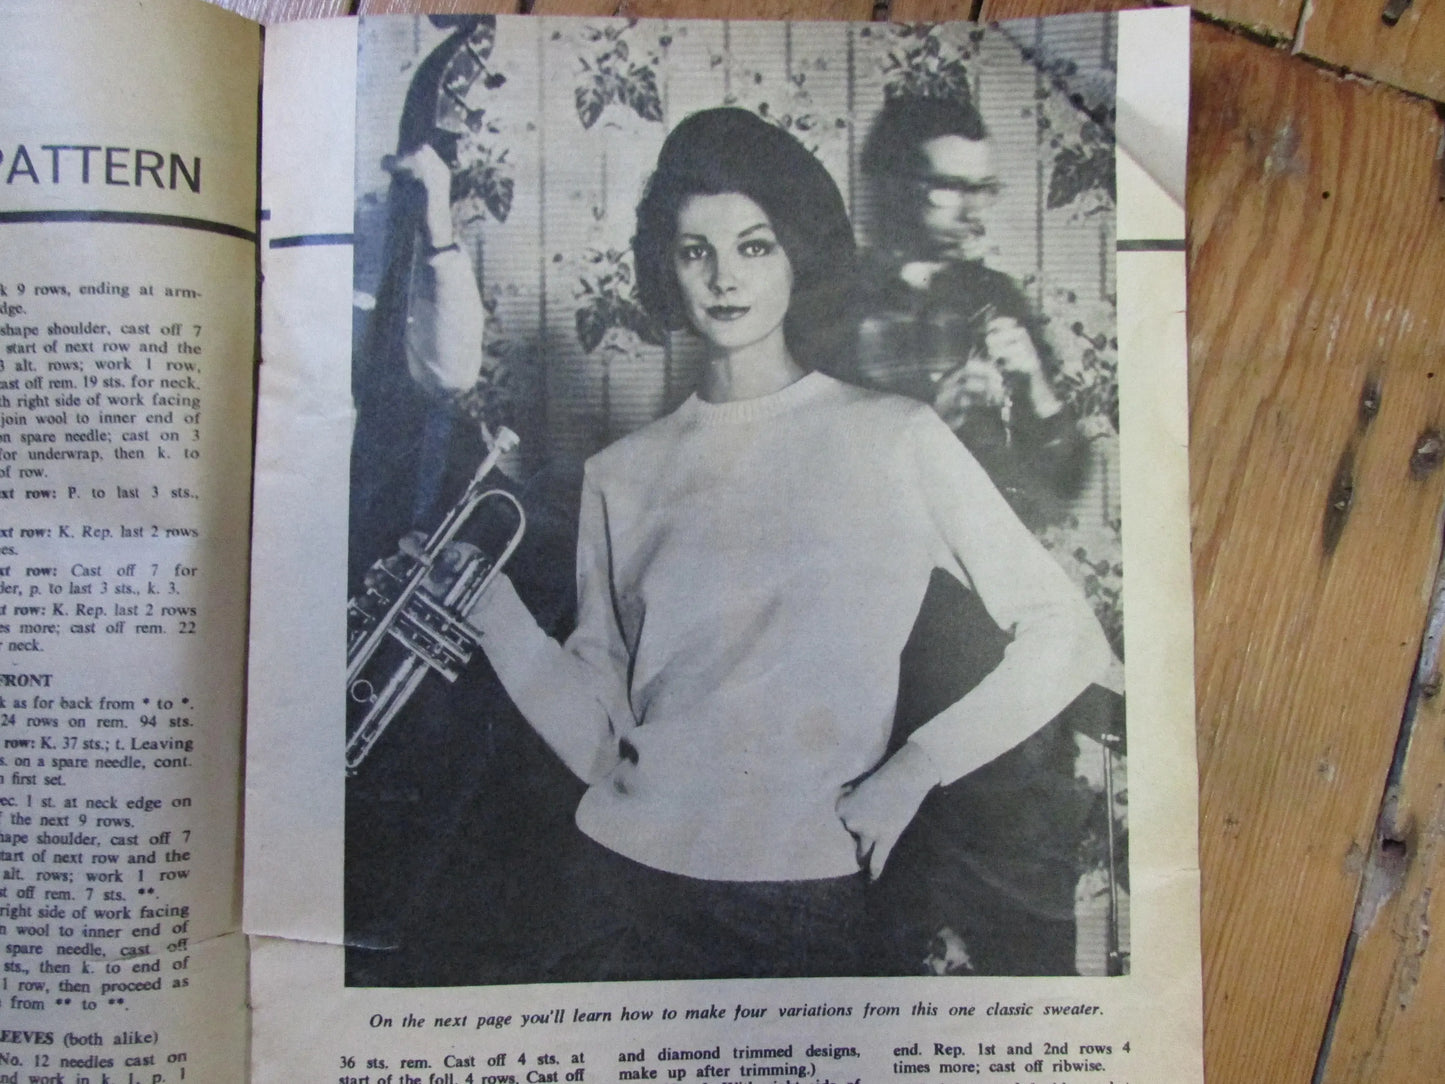 PATTERN
k 9 rows, ending at arm-
dge.
shape shoulder, cast off 7
start of next row and the
3 alt. rows; work 1 row,
ast off rem. 19 sts. for neck.
th right side of work facing
join wool to inner end of
on spare needle; cast on 3
for underwrap, then k. to
of row.
ext row: P. to last 3 sts.,
xt row: K. Rep. last 2 rows
es.
xt row: Cast off 7 for
der, p. to last 3 sts., k. 3.
xt row: K. Rep. last 2 rows
es more; cast off rem. 22
r neck.
FRONT
k as for back from * to *.
24 rows on rem. 94 sts.
row: K. 37 sts.; t. Leaving
s. on a spare needle, cont.
n first set.
ec. 1 st. at neck edge on
f the next 9 rows.
hape shoulder, cast off 7
tart of next row and the
alt. rows; work 1 row
st off rem. 7 sts. **.
right side of work facing
n wool to inner end of
spare needle, cast off
sts., then k. to end of
1 row, then proceed as
from ** to **.
LEEVES (both alike)
No. 12 needles cast on
nd work in k. 1, p. 1
On the next page you'll learn how to make four variations from this one classic sweater.
36 sts. rem. Cast off 4 sts. at
start of the foll. 4 rows. Cast off
and diamond trimmed designs,
make up after trimming.)
end. Rep. 1st and 2nd rows 4
times more; cast off ribwise.